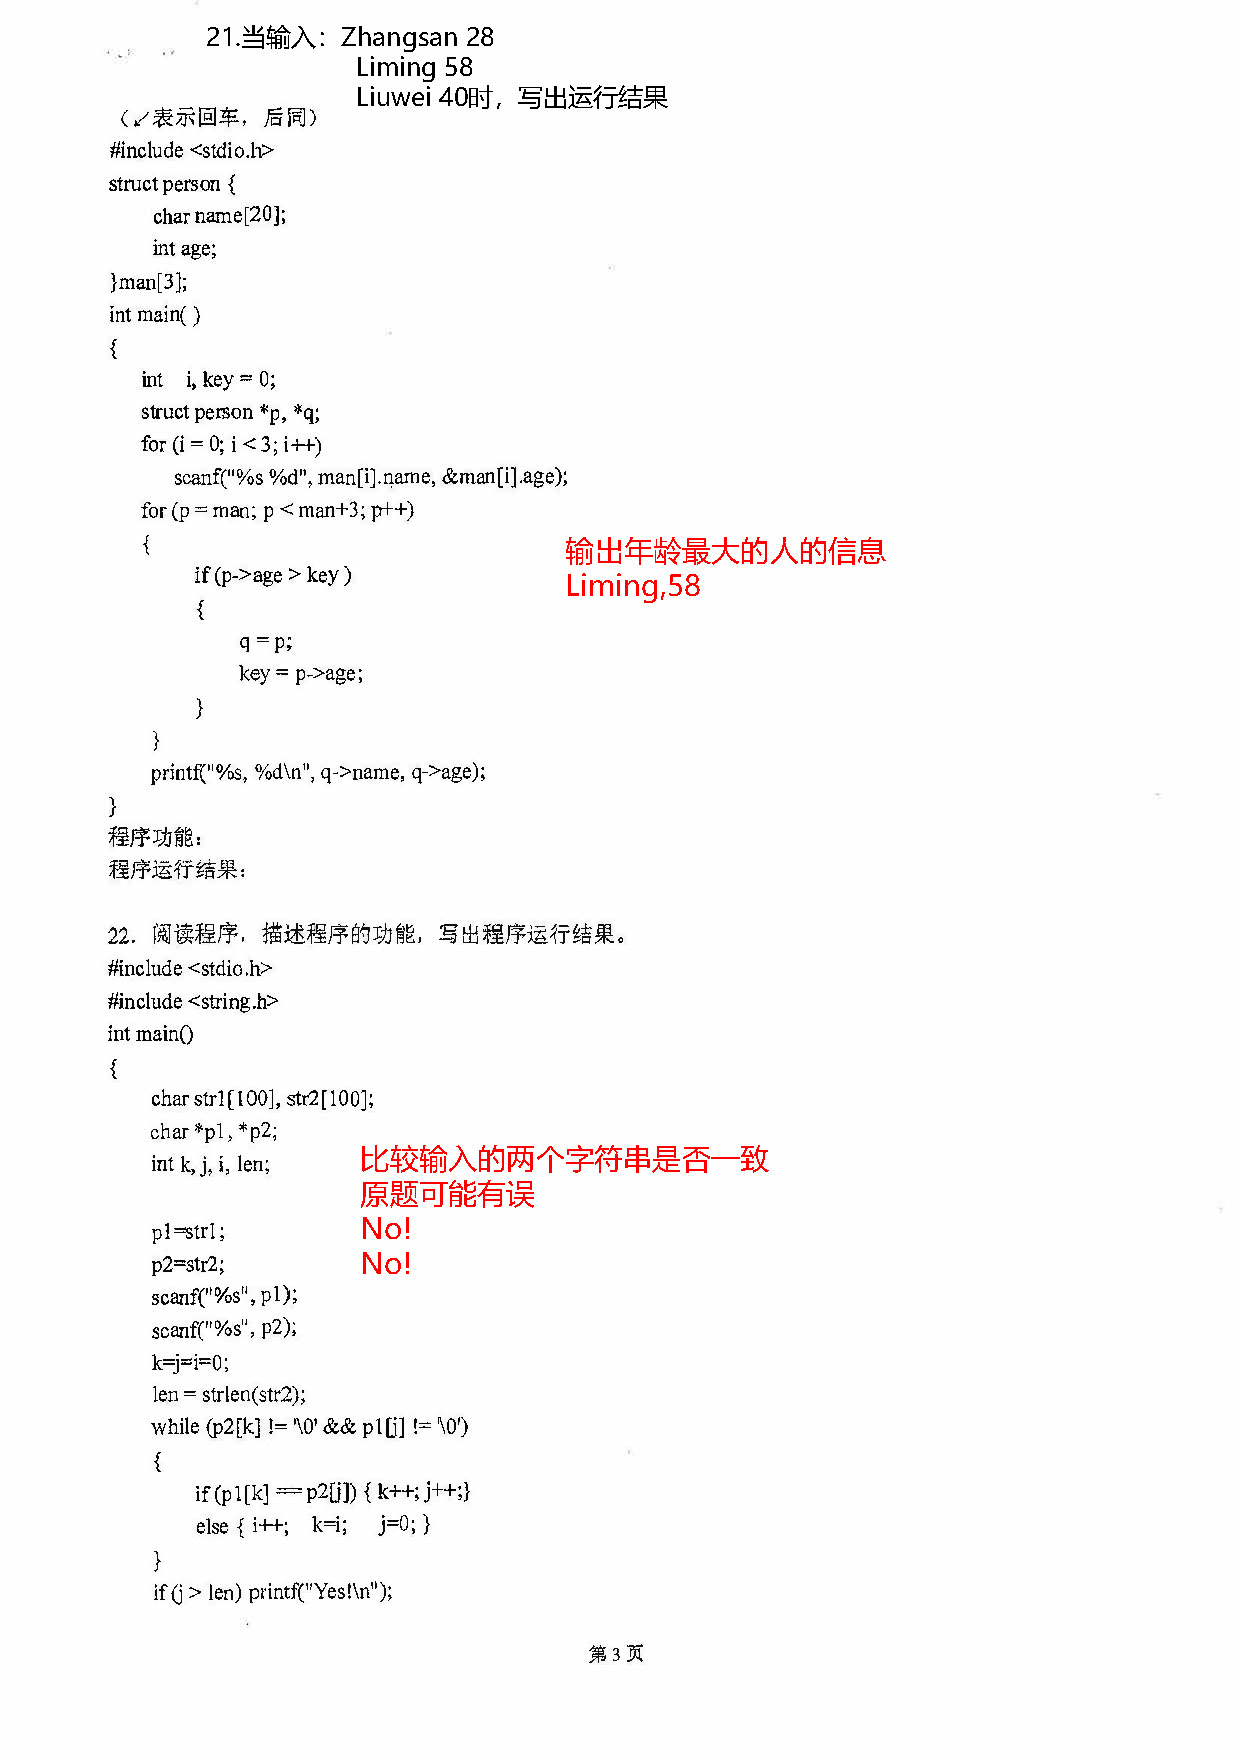 21.当输入：Zhangsan 28
Liming 58
Liuwei 40时，写出运行结果
（↙表示回车，后同）
#include <stdio.h>
struct person {
char name[20];
int age;
}man[3];
int main( )
{
int i, key = 0;
struct person *p, *q;
for (i = 0; i < 3; i++)
scanf("%s %d", man[i].name, &man[i].age);
for (p = man; p < man+3; p++)
{
输出年龄最大的人的信息
if (p->age > key )
Liming,58
{
q = p;
key = p->age;
}
}
printf("%s, %d\n", q->name, q->age);
}
程序功能：
程序运行结果：
22. 阅读程序，描述程序的功能，写出程序运行结果。
#include <stdio.h>
#include <string.h>
int main()
{
char str1[100], str2[100];
char *p1, *p2;
int k, j, i, len;
比较输入的两个字符串是否一致
原题可能有误
p1=str1;
No!
p2=str2;
No!
scanf("%s", p1);
scanf("%s", p2);
k=j=i=0;
len = strlen(str2);
while (p2[k] != '\0' && p1[j] != '\0')
{
if (p1[k] == p2[j]) { k++; j++;}
else { i++; k=i; j=0; }
}
if (j > len) printf("Yes!\n");
第 3 页